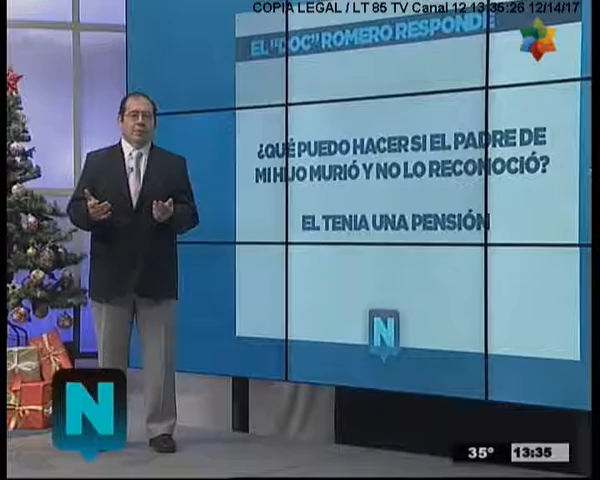 COPIA LEGAL / LT 85 TV Canal 12 13:35:26 12/14/17
EL "DOC" ROMERO RESPONDE
¿QUÉ PUEDO HACER SI EL PADRE DE
MI HIJO MURIÓ Y NO LO RECONOCIÓ?
EL TENIA UNA PENSIÓN
N
N
35° 13:35